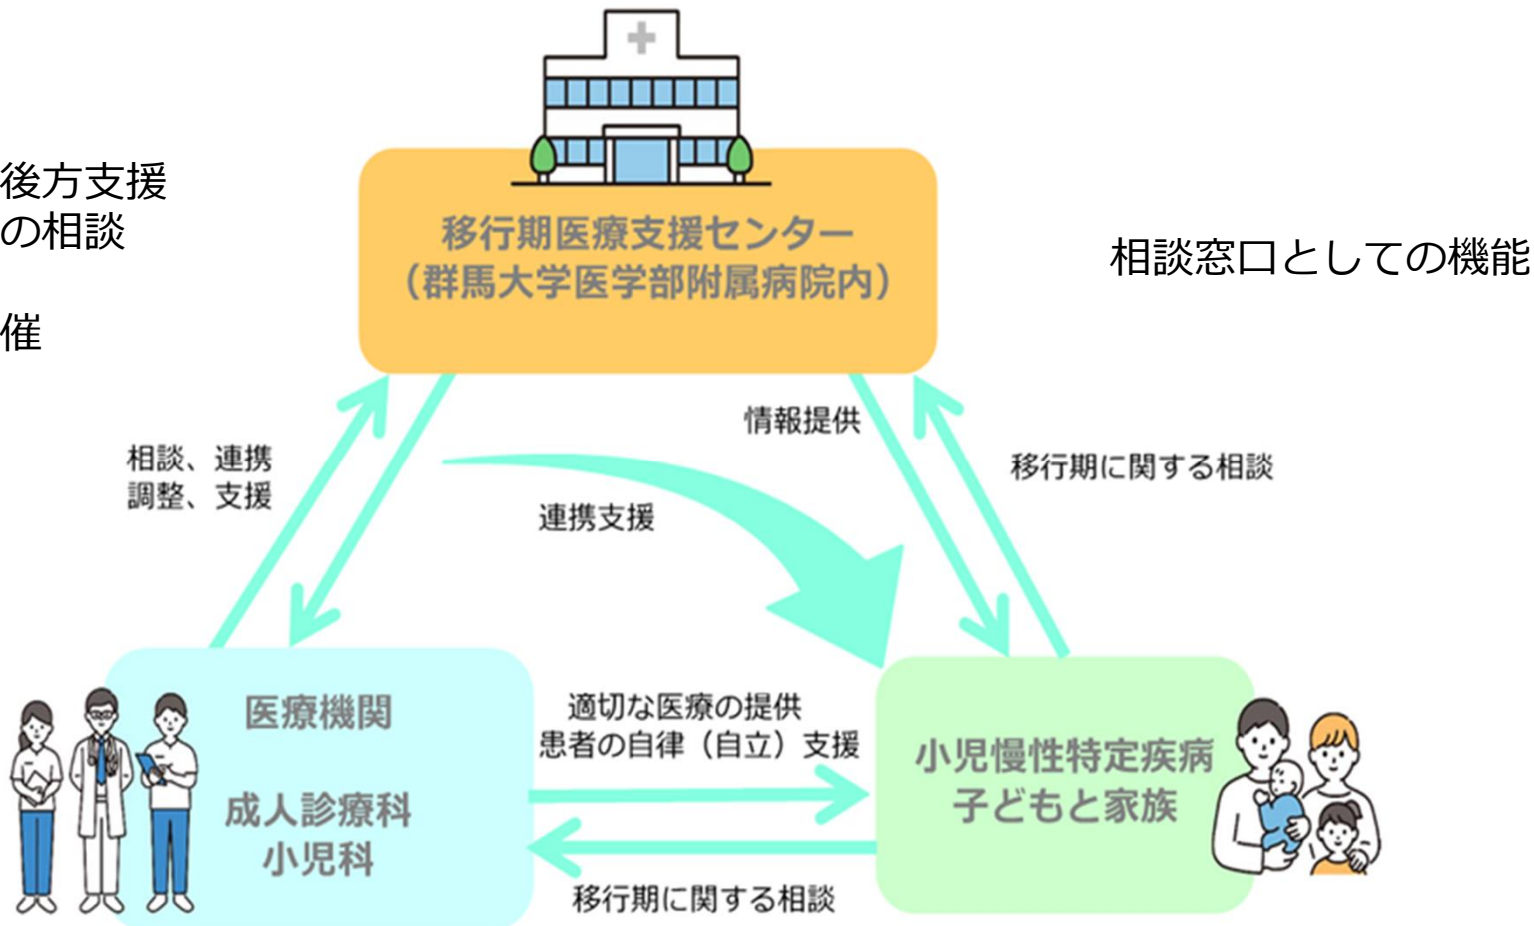 後方支援
の相談
催
移行期医療支援センター
（群馬大学医学部附属病院内）
相談窓口としての機能
相談、連携
調整、支援
情報提供
移行期に関する相談
連携支援
医療機関
成人診療科
小児科
適切な医療の提供
患者の自律（自立）支援
移行期に関する相談
小児慢性特定疾病
子どもと家族